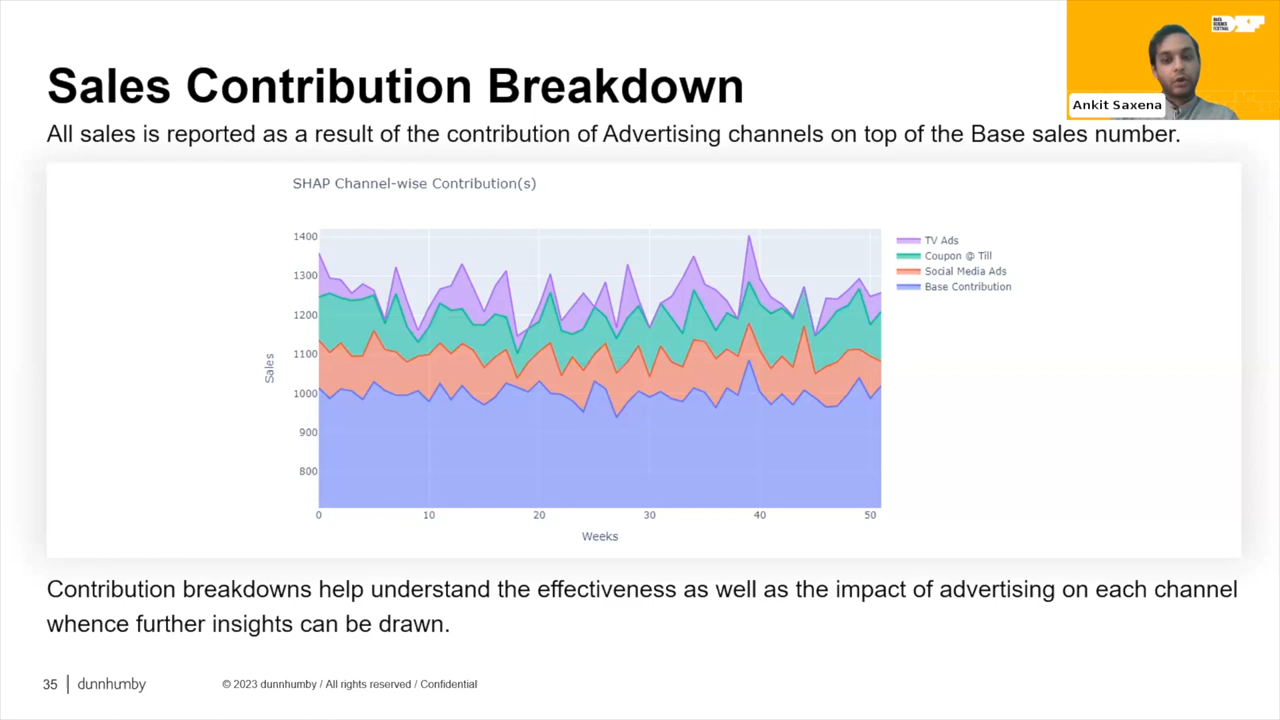 DATA
SCIENCE
FESTIVAL
DSF
Ankit Saxena
Sales Contribution Breakdown
All sales is reported as a result of the contribution of Advertising channels on top of the Base sales number.
SHAP Channel-wise Contribution(s)
1400
1300
1200
1100
1000
900
800
Sales
0 10 20 30 40 50
Weeks
TV Ads
Coupon @ Till
Social Media Ads
Base Contribution
Contribution breakdowns help understand the effectiveness as well as the impact of advertising on each channel
whence further insights can be drawn.
35 | dunnhumby © 2023 dunnhumby / All rights reserved / Confidential